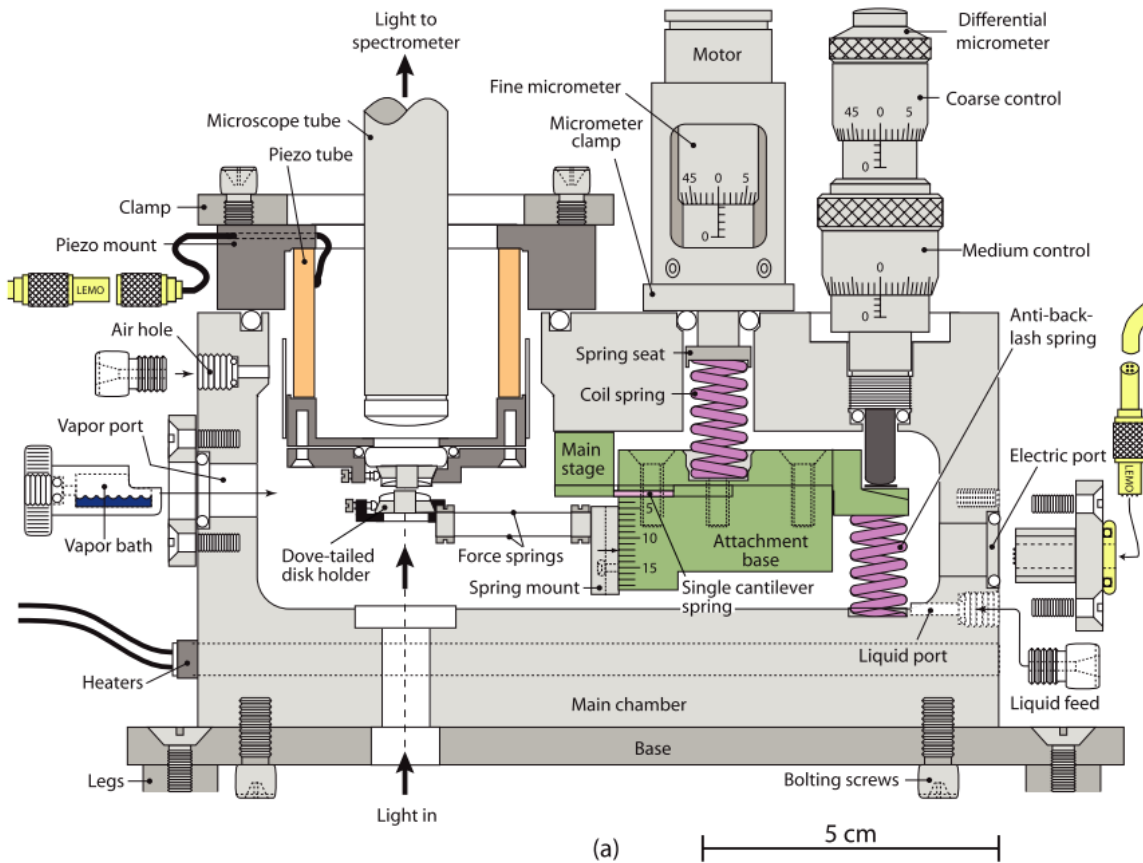 Light to
spectrometer
Microscope tube
Piezo tube
Clamp
Piezo mount
LEMO
Air hole
Vapor port
Vapor bath
Heaters
Legs
Motor
Fine micrometer
Micrometer
clamp
45 0 5
0
Differential
micrometer
Coarse control
45 0 5
0
Medium control
0
0
Anti-back-
lash spring
Spring seat
Coil spring
Main
stage
Electric port
LEMO
5
10
15
Attachment
base
Dove-tailed
disk holder
Force springs
Spring mount
Single cantilever
spring
Liquid port
Liquid feed
Main chamber
Base
Bolting screws
Light in
(a)
5 cm